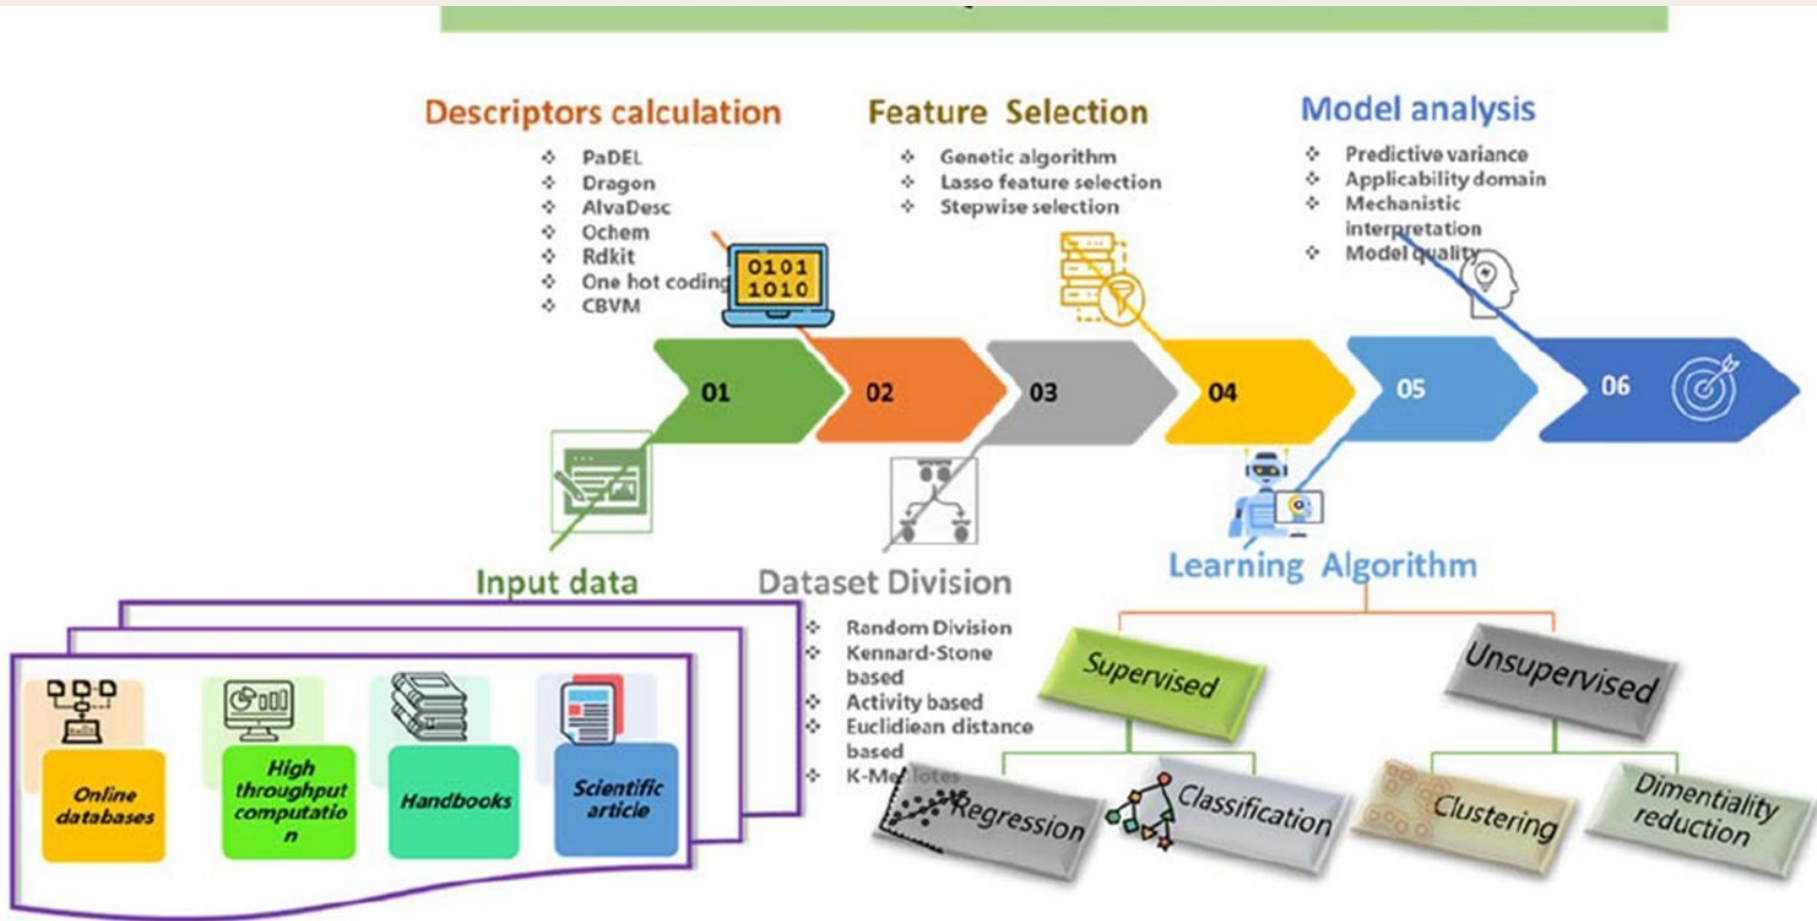 Descriptors calculation
PaDEL
Dragon
AlvaDesc
Ochem
Rdkit
One hot coding
CBVM
Feature Selection
Genetic algorithm
Lasso feature selection
Stepwise selection
Model analysis
Predictive variance
Applicability domain
Mechanistic
interpretation
Model quality
0101
1010
01
02
03
04
05
06
Input data
Online
databases
High
throughput
computatio
n
Handbooks
Scientific
article
Dataset Division
Random Division
Kennard-Stone
based
Activity based
Euclidiean distance
based
Learning Algorithm
Supervised
Unsupervised
Regression
Classification
Clustering
Dimentiality
reduction